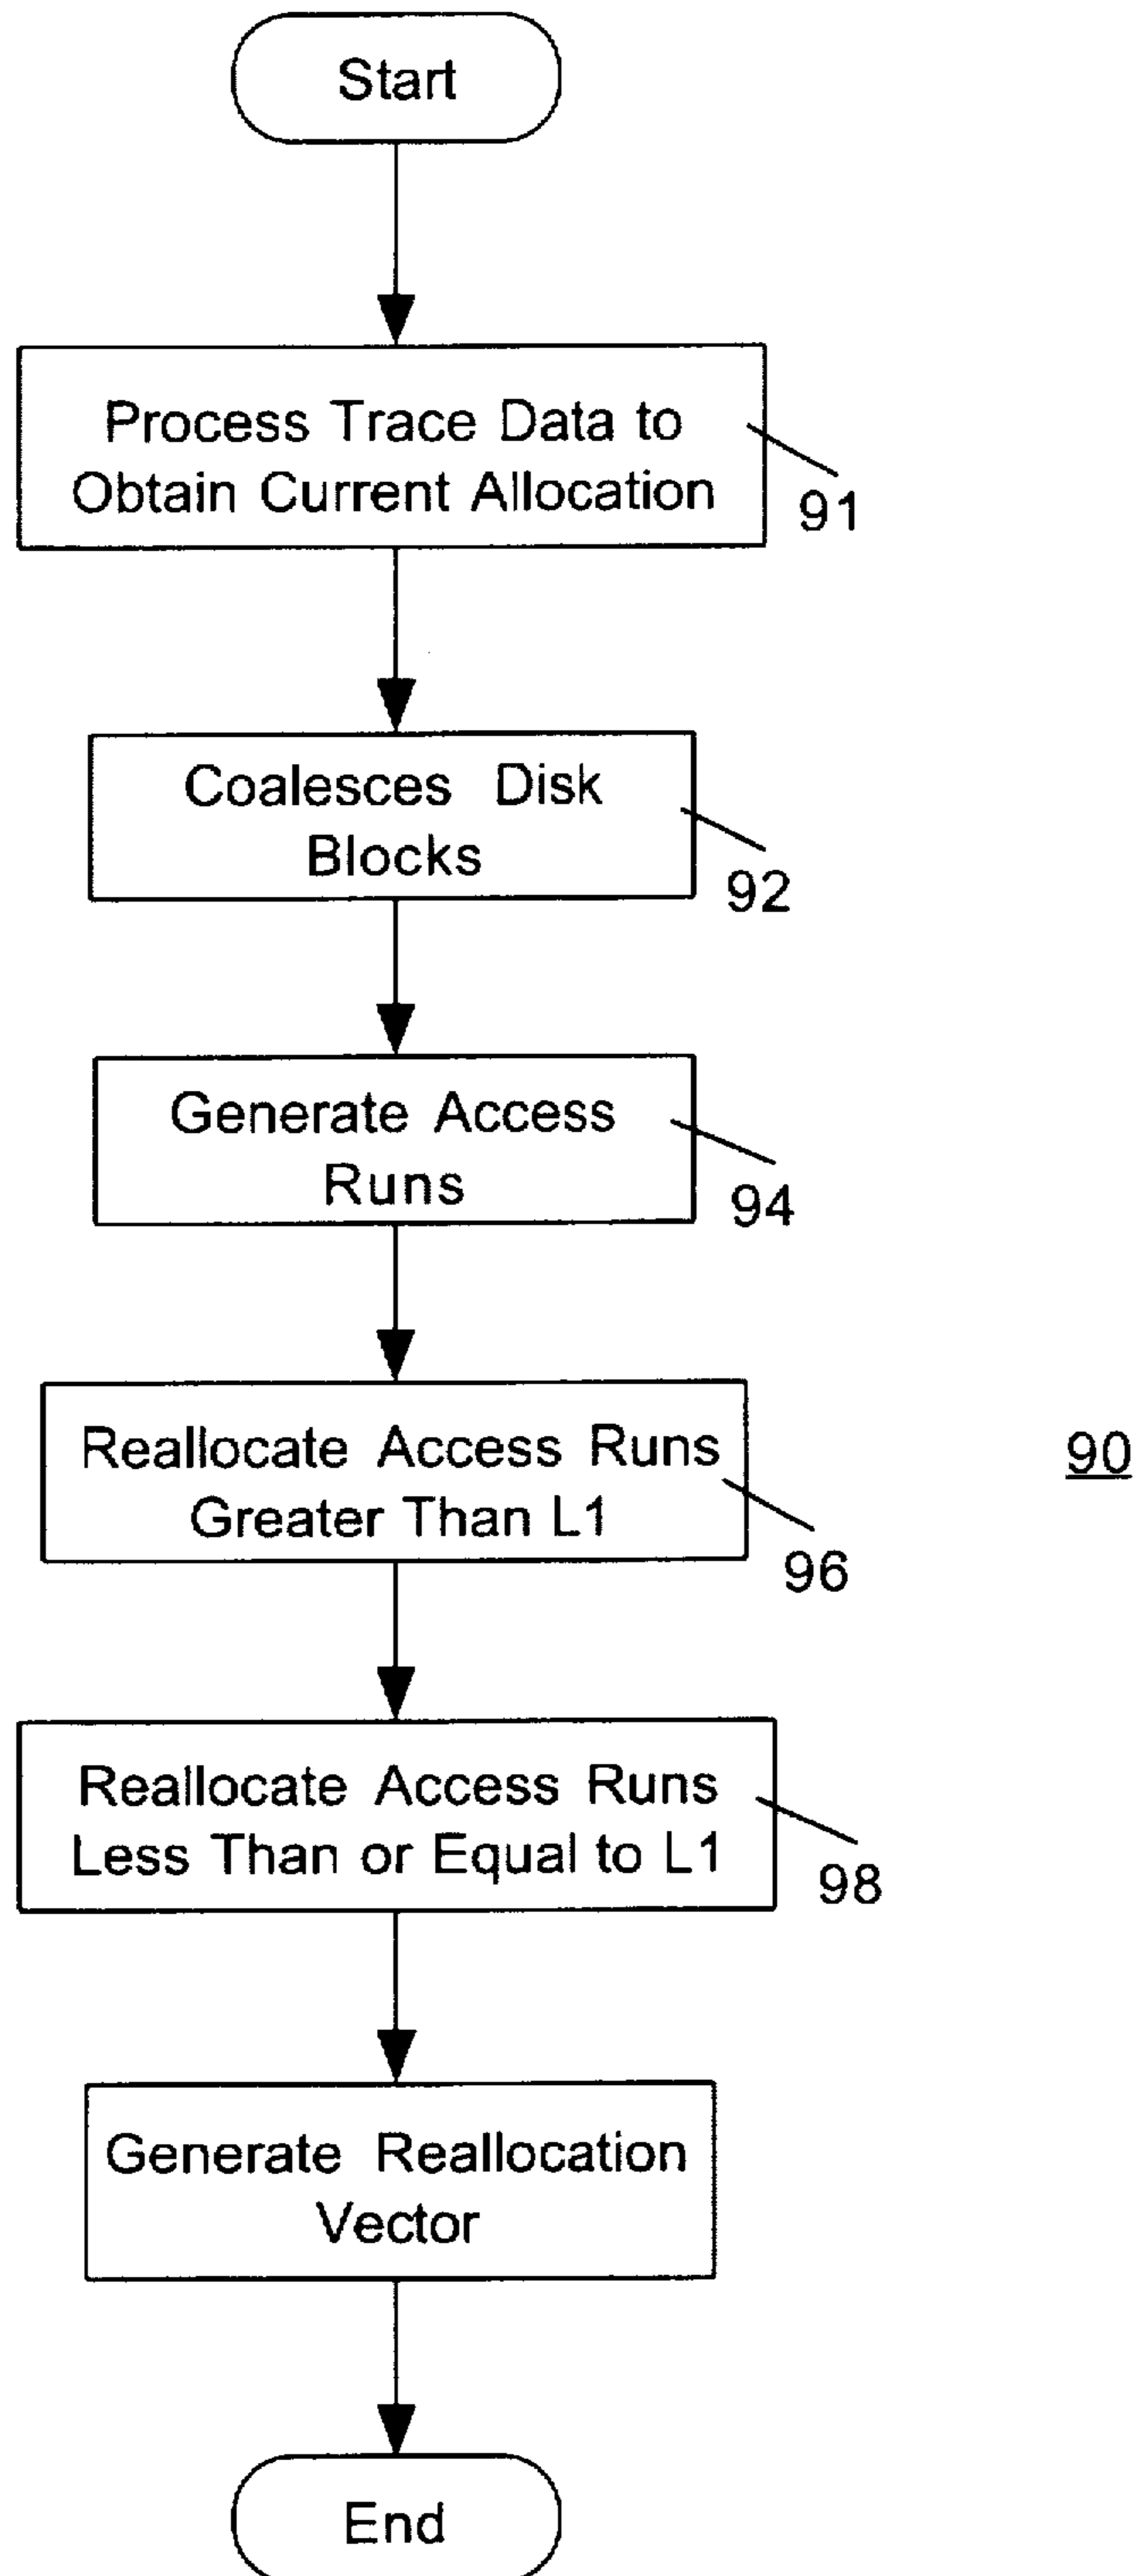 Start
Process Trace Data to
Obtain Current Allocation
91
Coalesces Disk
Blocks
92
Generate Access
Runs
94
Reallocate Access Runs
Greater Than L1
96
90
Reallocate Access Runs
Less Than or Equal to L1
98
Generate Reallocation
Vector
End